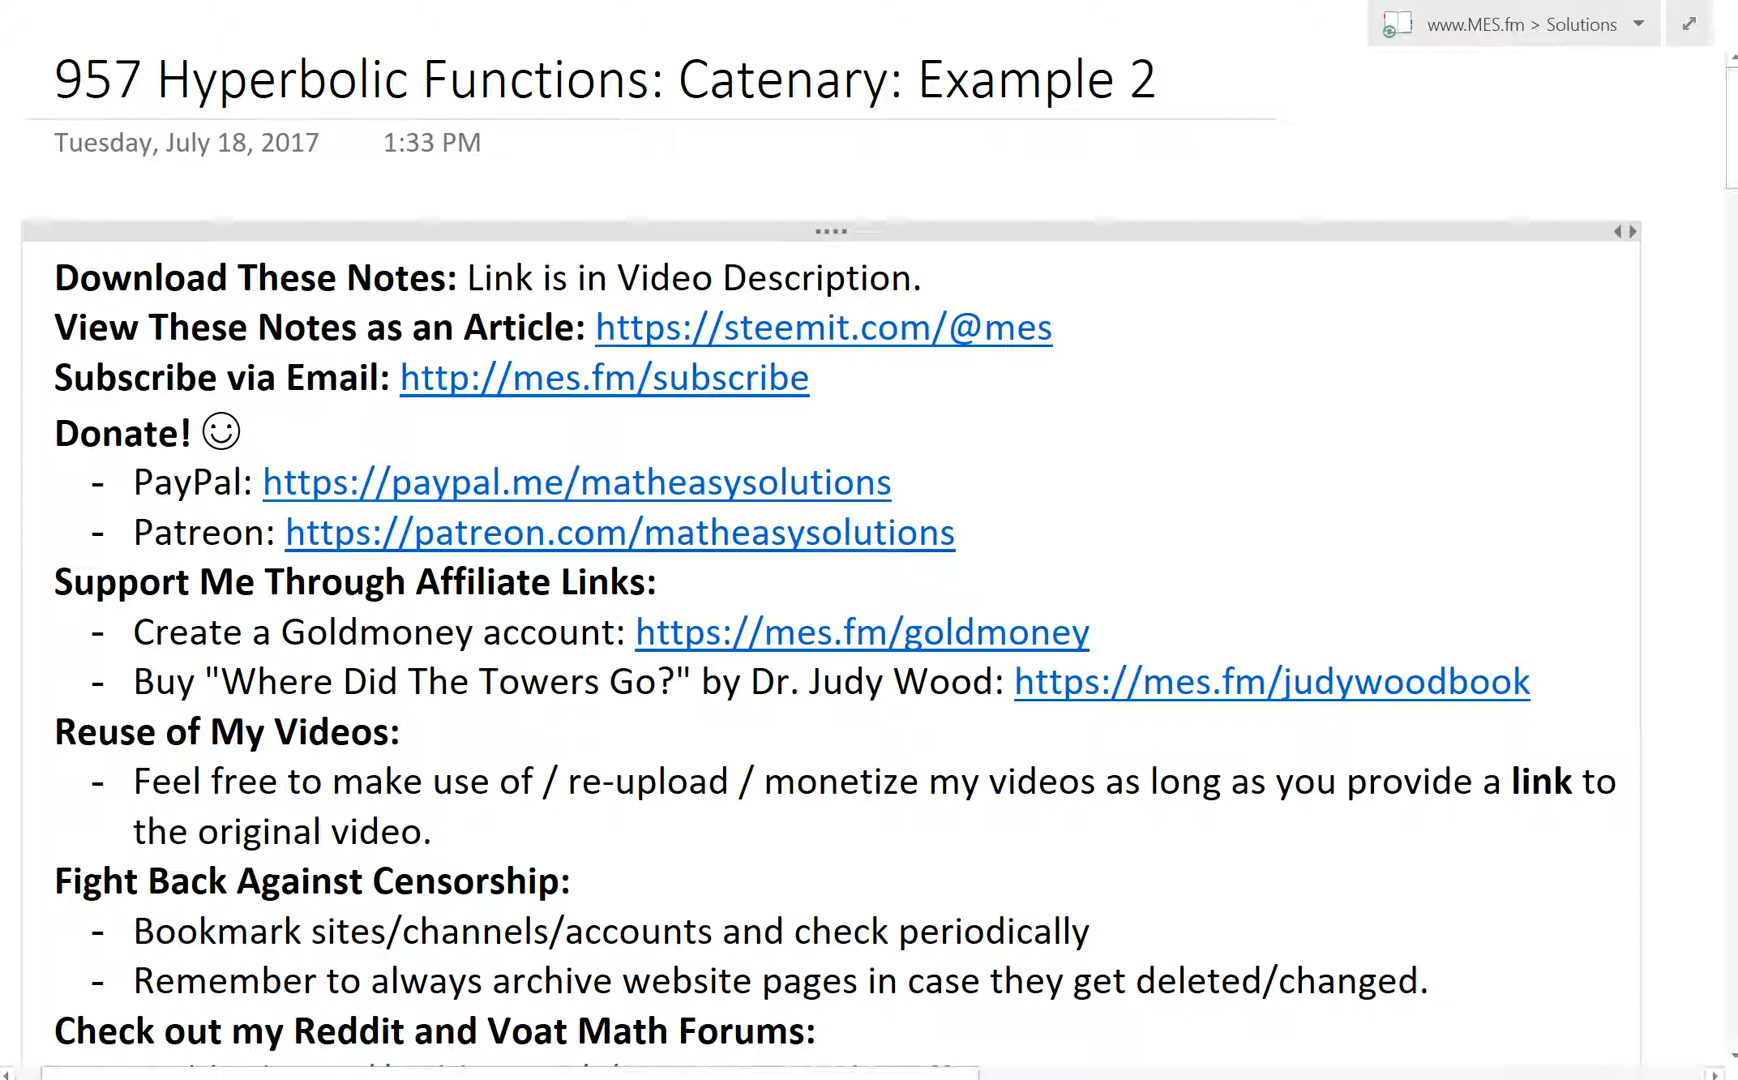 www.MES.fm > Solutions
957 Hyperbolic Functions: Catenary: Example 2
Tuesday, July 18, 2017 1:33 PM
Download These Notes: Link is in Video Description.
View These Notes as an Article: https://steemit.com/@mes
Subscribe via Email: http://mes.fm/subscribe
Donate! ☺
- PayPal: https://paypal.me/matheasysolutions
- Patreon: https://patreon.com/matheasysolutions
Support Me Through Affiliate Links:
- Create a Goldmoney account: https://mes.fm/goldmoney
- Buy "Where Did The Towers Go?" by Dr. Judy Wood: https://mes.fm/judywoodbook
Reuse of My Videos:
- Feel free to make use of / re-upload / monetize my videos as long as you provide a link to
the original video.
Fight Back Against Censorship:
- Bookmark sites/channels/accounts and check periodically
- Remember to always archive website pages in case they get deleted/changed.
Check out my Reddit and Voat Math Forums: